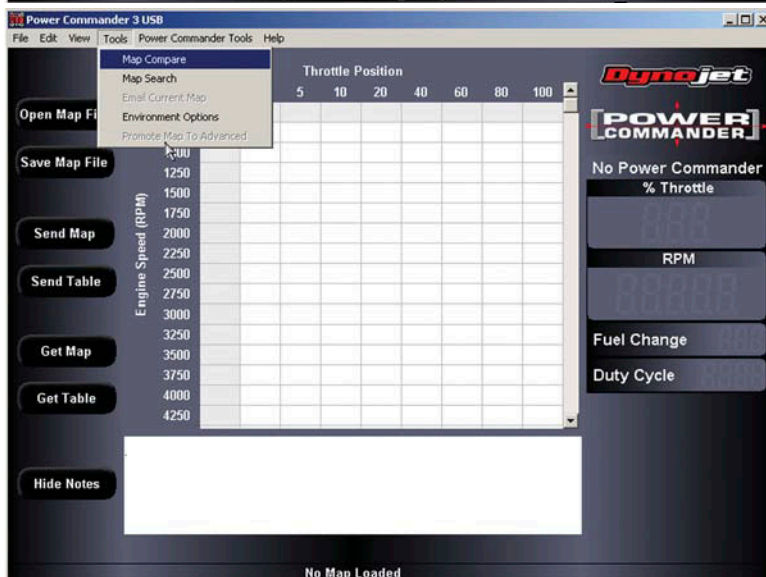 Power Commander 3 USB
File Edit View Tools Power Commander Tools Help
Map Compare
Map Search
Email Current Map
Environment Options
Promote Map To Advanced
Throttle Position
5 10 20 40 60 80 100
Engine Speed (RPM)
1250
1500
1750
2000
2250
2500
2750
3000
3250
3500
3750
4000
4250
Open Map Fi
Save Map File
Send Map
Send Table
Get Map
Get Table
Hide Notes
Dynojet
POWER
COMMANDER
No Power Commander
% Throttle
RPM
Fuel Change
Duty Cycle
No Map Loaded